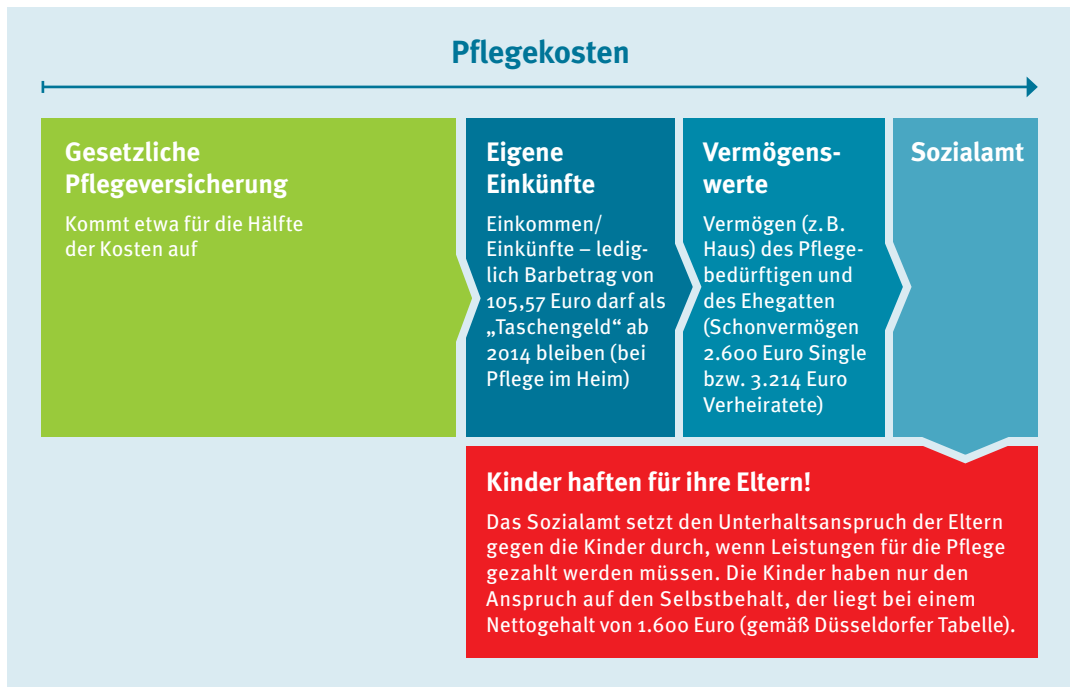 Pflegekosten
Gesetzliche
Pflegeversicherung
Kommt etwa für die Hälfte
der Kosten auf
Eigene
Einkünfte
Einkommen/
Einkünfte – ledig-
lich Barbetrag von
105,57 Euro darf als
„Taschengeld“ ab
2014 bleiben (bei
Pflege im Heim)
Vermögens-
werte
Vermögen (z. B.
Haus) des Pflege-
bedürftigen und
des Ehegatten
(Schonvermögen
2.600 Euro Single
bzw. 3.214 Euro
Verheiratete)
Sozialamt
Kinder haften für ihre Eltern!
Das Sozialamt setzt den Unterhaltsanspruch der Eltern
gegen die Kinder durch, wenn Leistungen für die Pflege
gezahlt werden müssen. Die Kinder haben nur den
Anspruch auf den Selbstbehalt, der liegt bei einem
Nettogehalt von 1.600 Euro (gemäß Düsseldorfer Tabelle).